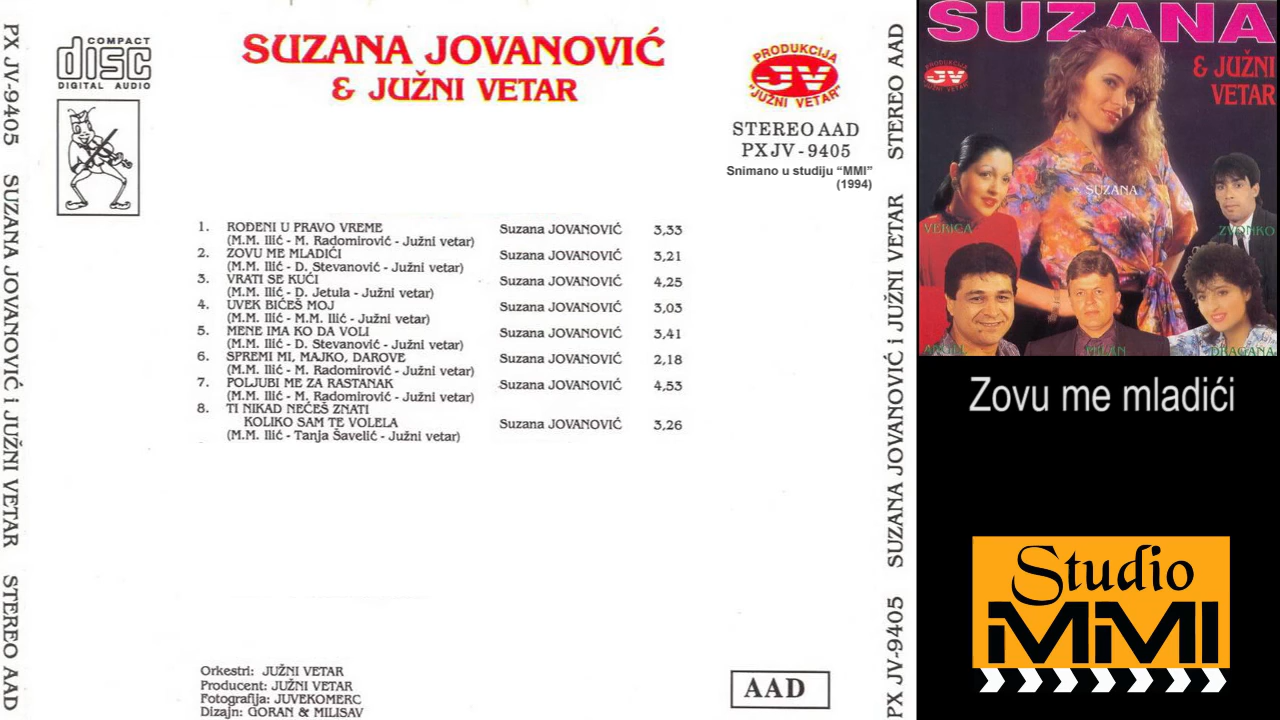 PX JV-9405 SUZANA JOVANOVIĆ i JUŽNI VETAR STEREO AAD
COMPACT
disc
DIGITAL AUDIO
SUZANA JOVANOVIĆ
& JUŽNI VETAR
PRODUKCIJA
JV
"JUŽNI VETAR"
STEREO AAD
PXJV - 9405
Snimano u studiju “MMI”
(1994)
1. ROĐENI U PRAVO VREME Suzana JOVANOVIĆ 3,33
(M.M. Ilić - M. Radomirović - Južni vetar)
2. ZOVU ME MLADIĆI Suzana JOVANOVIĆ 3,21
(M.M. Ilić - D. Stevanović - Južni vetar)
3. VRATI SE KUĆI Suzana JOVANOVIĆ 4,25
(M.M. Ilić - D. Jetula - Južni vetar)
4. UVEK BIĆEŠ MOJ Suzana JOVANOVIĆ 3,03
(M.M. Ilić - M.M. Ilić - Južni vetar)
5. MENE IMA KO DA VOLI Suzana JOVANOVIĆ 3,41
(M.M. Ilić - D. Stevanović - Južni vetar)
6. SPREMI MI, MAJKO, DAROVE Suzana JOVANOVIĆ 2,18
(M.M. Ilić - M. Radomirović - Južni vetar)
7. POLJUBI ME ZA RASTANAK Suzana JOVANOVIĆ 4,53
(M.M. Ilić - M. Radomirović - Južni vetar)
8. TI NIKAD NEĆEŠ ZNATI
KOLIKO SAM TE VOLELA Suzana JOVANOVIĆ 3,26
(M.M. Ilić - Tanja Šavelić - Južni vetar)
Orkestri: JUŽNI VETAR
Producent: JUŽNI VETAR
Fotografija: JUVEKOMERC
Dizajn: GORAN & MILISAV
AAD
PX JV-9405 SUZANA JOVANOVIĆ i JUŽNI VETAR STEREO AAD
SUZANA
& JUŽNI
VETAR
PRODUKCIJA
JV
JUŽNI VETAR
SUZANA
VERICA
ZVONKO
MILAN
DRAGANA
Zovu me mladići
Studio
MMI